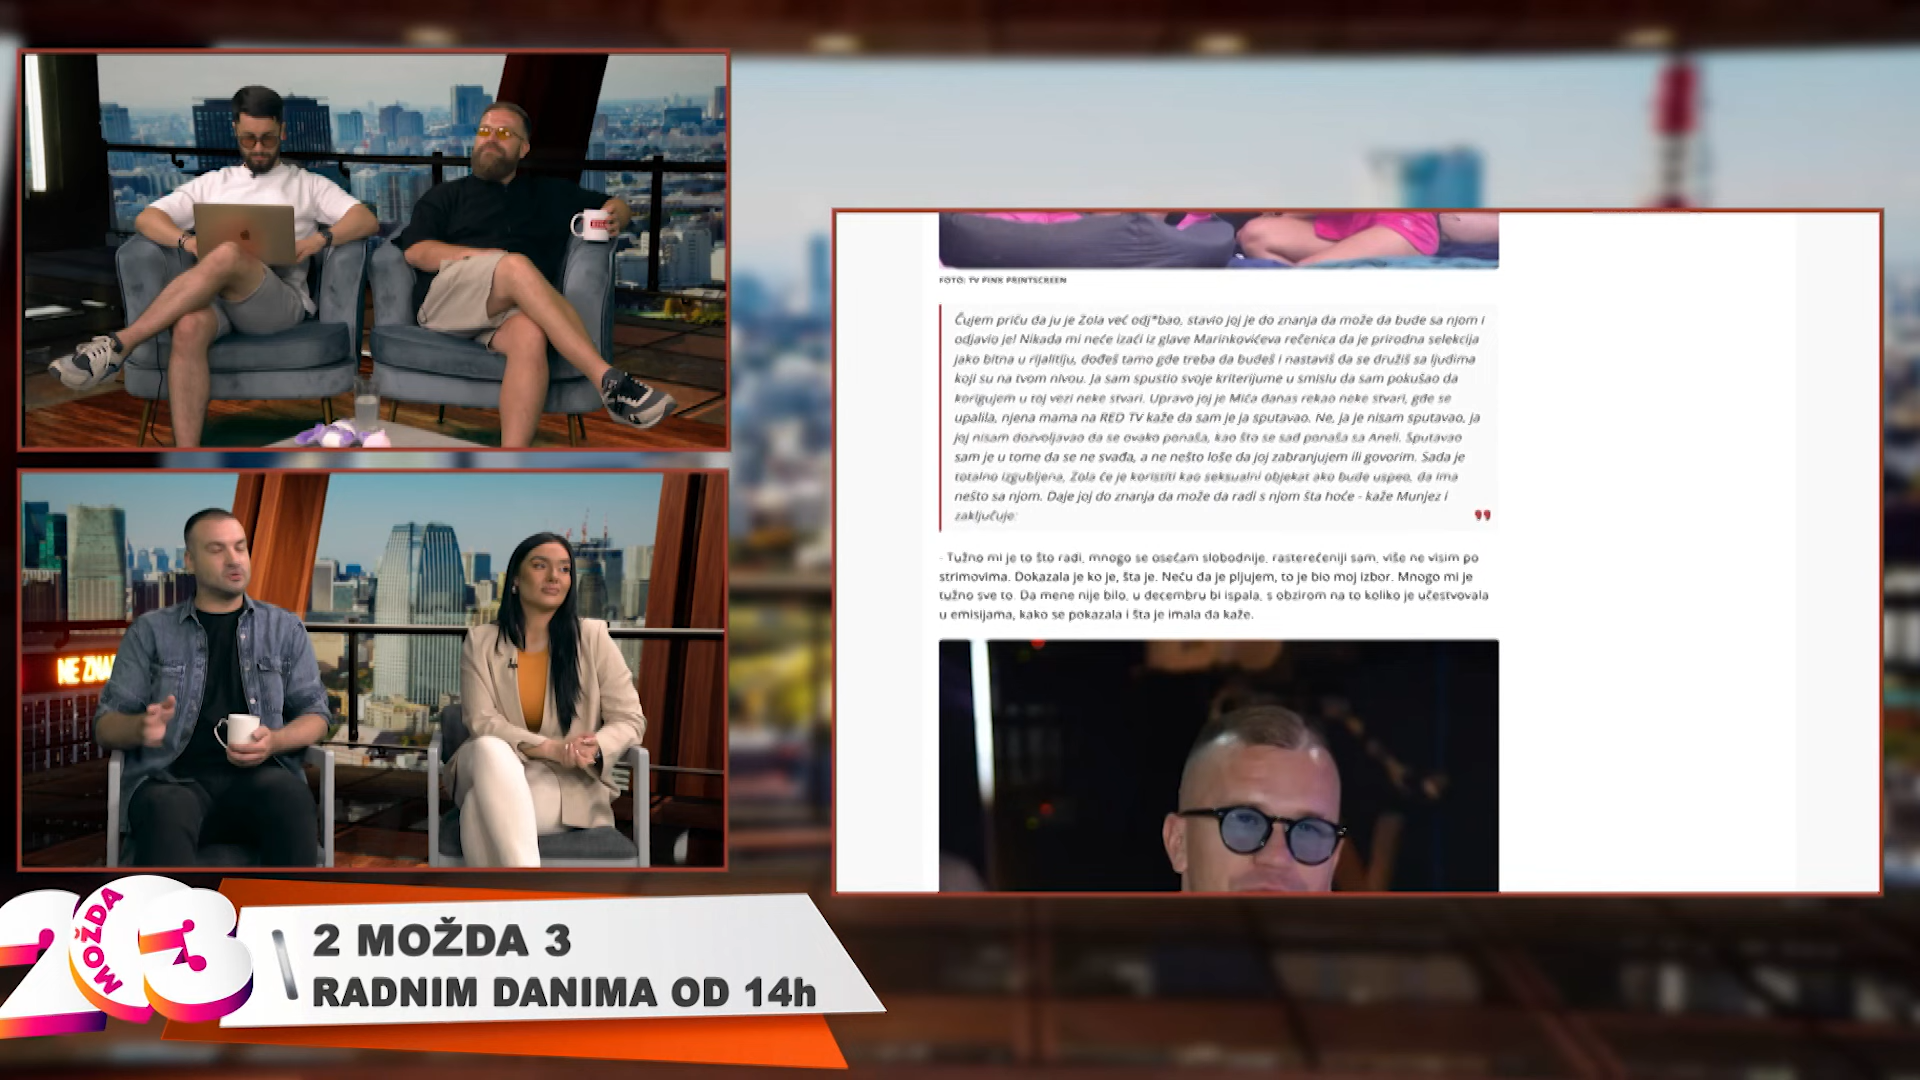 FOTO: TV PINK PRINTSCREEN
Čujem priču da ju je Zola već odj*bao, stavio joj je do znanja da može da bude sa njom i
odjavio je! Nikada mi neće izaći iz glave Marinkovićeva rečenica da je prirodna selekcija
jako bitna u rijalitiju, dođeš tamo gde treba da budeš i nastaviš da se družiš sa ljudima
koji su na tvom nivou. Ja sam spustio svoje kriterijume u smislu da sam pokušao da
korigujem u toj vezi neke stvari. Upravo joj je Mića danas rekao neke stvari, gde se
upalila, njena mama na RED TV kaže da sam je ja sputavao. Ne, ja je nisam sputavao, ja
joj nisam dozvoljavao da se ovako ponaša, kao što se sad ponaša sa Aneli. Sputavao
sam je u tome da se ne svađa, a ne nešto loše da joj zabranjujem ili govorim. Sada je
totalno izgubljena, Zola će je koristiti kao seksualni objekat ako bude uspeo, da ima
nešto sa njom. Daje joj do znanja da može da radi s njom šta hoće - kaže Munjez i
zaključuje:
- Tužno mi je to što radi, mnogo se osećam slobodnije, rasterećeniji sam, više ne visim po
strimovima. Dokazala je ko je, šta je. Neću da je pljujem, to je bio moj izbor. Mnogo mi je
tužno sve to. Da mene nije bilo, u decembru bi ispala, s obzirom na to koliko je učestvovala
u emisijama, kako se pokazala i šta je imala da kaže.
NE ZNA
2 MOŽDA 3
2 MOŽDA 3
RADNIM DANIMA OD 14h